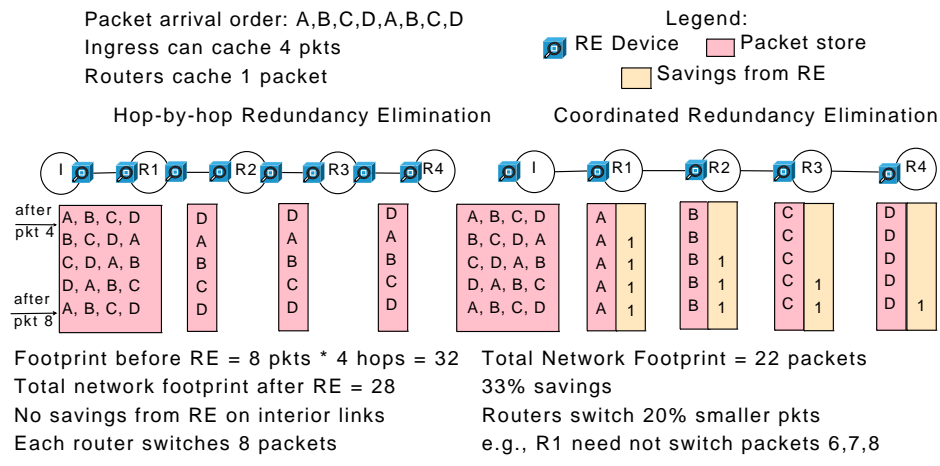 Packet arrival order: A,B,C,D,A,B,C,D
Ingress can cache 4 pkts
Routers cache 1 packet
Legend:
RE Device
Packet store
Savings from RE
Hop-by-hop Redundancy Elimination
Coordinated Redundancy Elimination
I R1 R2 R3 R4
I R1 R2 R3 R4
after
pkt 4
A, B, C, D D D D
B, C, D, A A A A
C, D, A, B B B B
D, A, B, C C C C
A, B, C, D D D D
after
pkt 8
A, B, C, D A B C D
B, C, D, A A 1 B C D
C, D, A, B A 1 B 1 C D
D, A, B, C A 1 B 1 C 1 D
A, B, C, D A 1 B 1 C 1 D 1
Footprint before RE = 8 pkts * 4 hops = 32
Total network footprint after RE = 28
No savings from RE on interior links
Each router switches 8 packets
Total Network Footprint = 22 packets
33% savings
Routers switch 20% smaller pkts
e.g., R1 need not switch packets 6,7,8